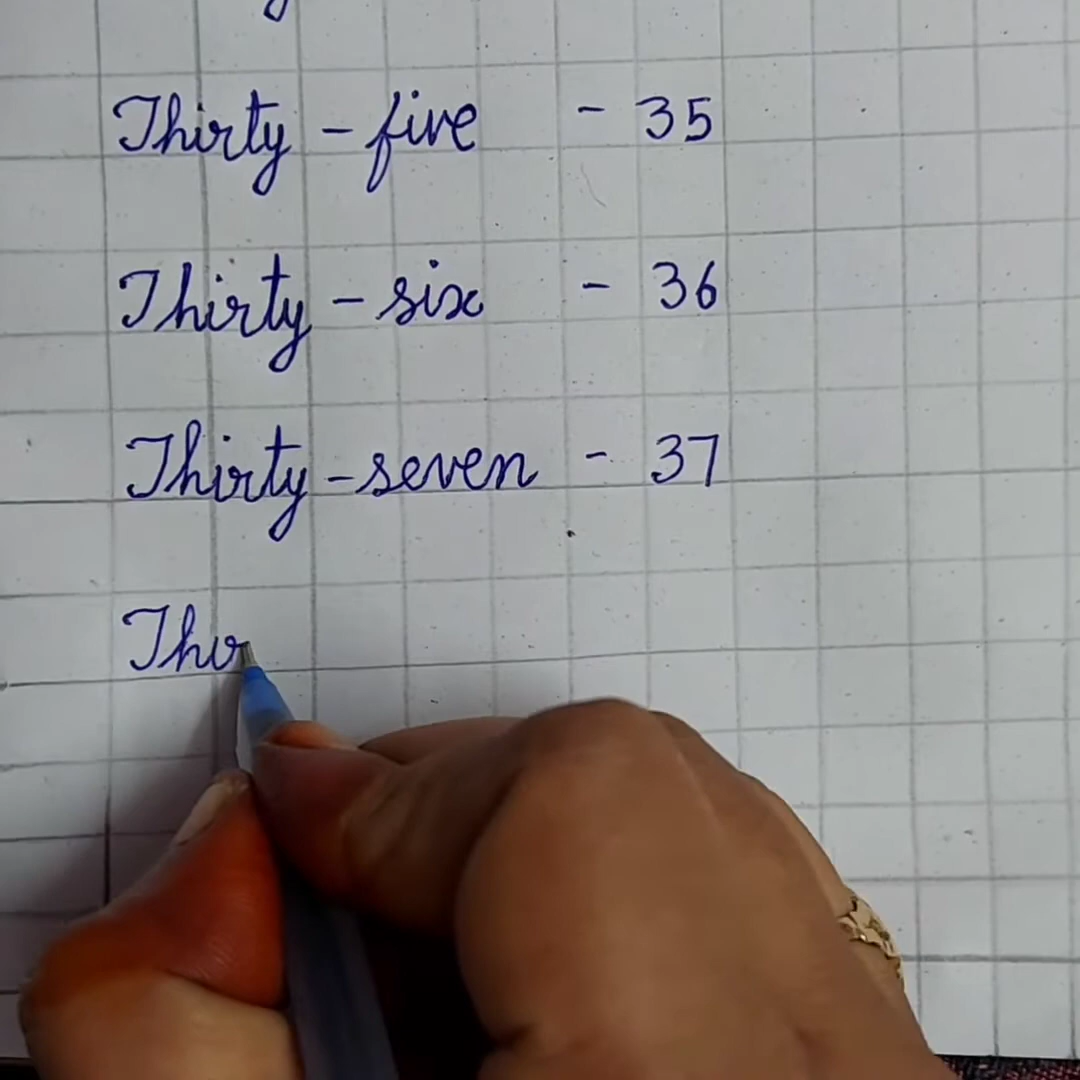 Thirty - five - 35
Thirty - six - 36
Thirty - seven - 37
Thir